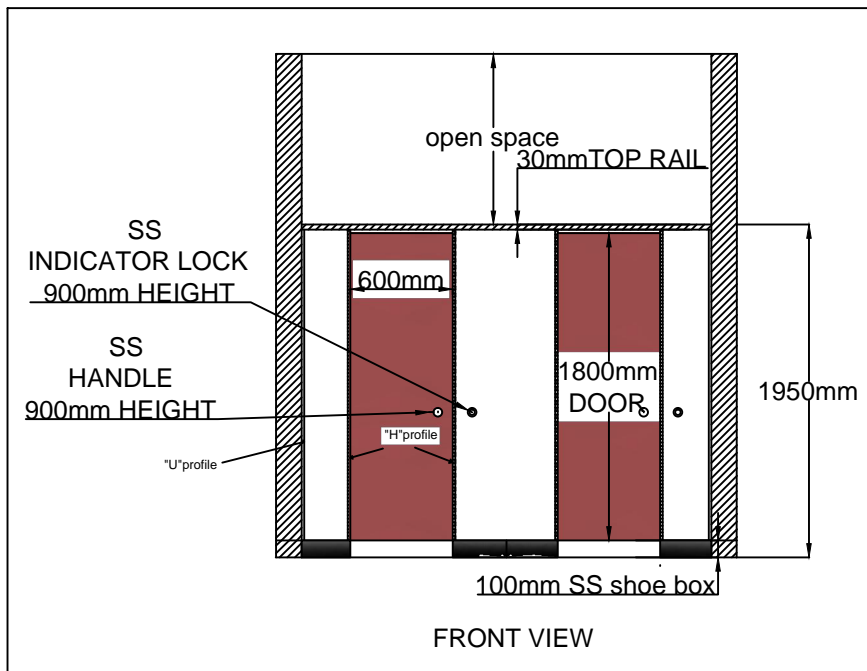 open space
30mmTOP RAIL
SS
INDICATOR LOCK
900mm HEIGHT
600mm
SS
HANDLE
900mm HEIGHT
1800mm
DOOR
1950mm
"H"profile
"U"profile
100mm SS shoe box
FRONT VIEW